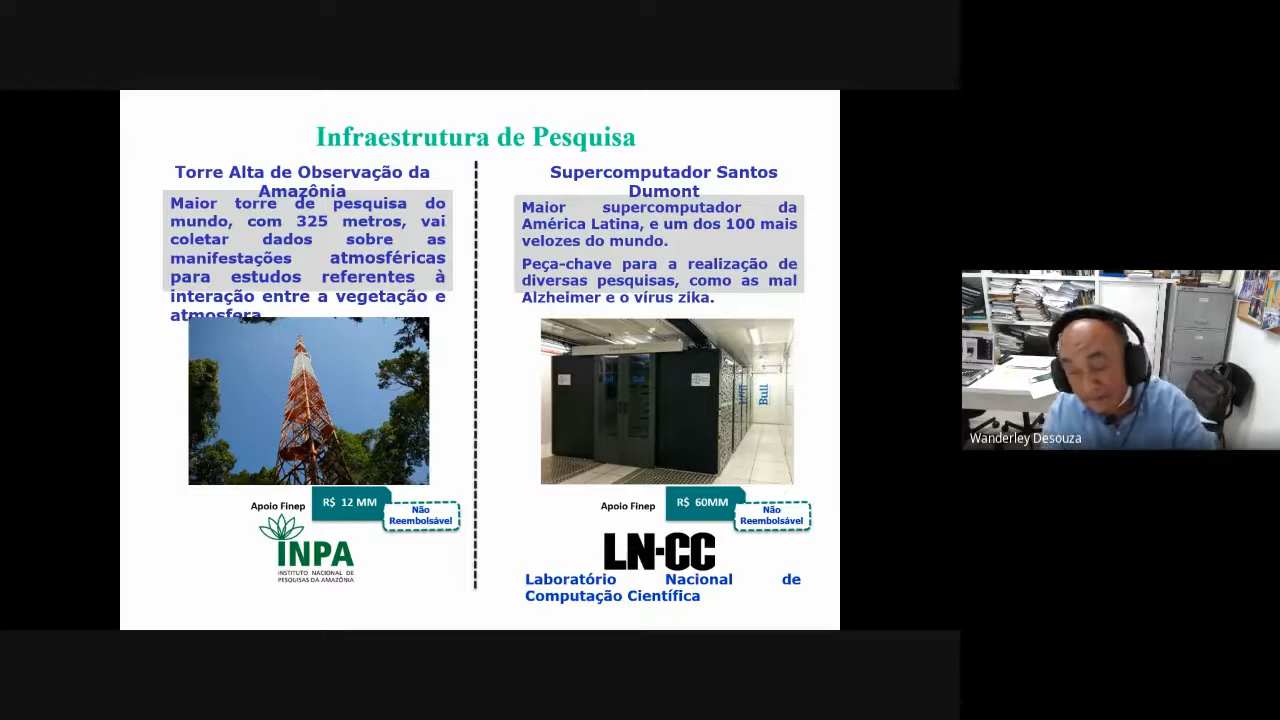 Infraestrutura de Pesquisa
Torre Alta de Observação da
Amazônia
Maior torre de pesquisa do
mundo, com 325 metros, vai
coletar dados sobre as
manifestações atmosféricas
para estudos referentes à
interação entre a vegetação e
atmosfera
Apoio Finep
R$ 12 MM
Não
Reembolsável
INPA
INSTITUTO NACIONAL DE
PESQUISAS DA AMAZÔNIA
Supercomputador Santos
Dumont
Maior supercomputador da
América Latina, e um dos 100 mais
velozes do mundo.
Peça-chave para a realização de
diversas pesquisas, como as mal
Alzheimer e o vírus zika.
Bull
Apoio Finep
R$ 60MM
Não
Reembolsável
LNCC
Laboratório Nacional de
Computação Científica
Wanderley Desouza